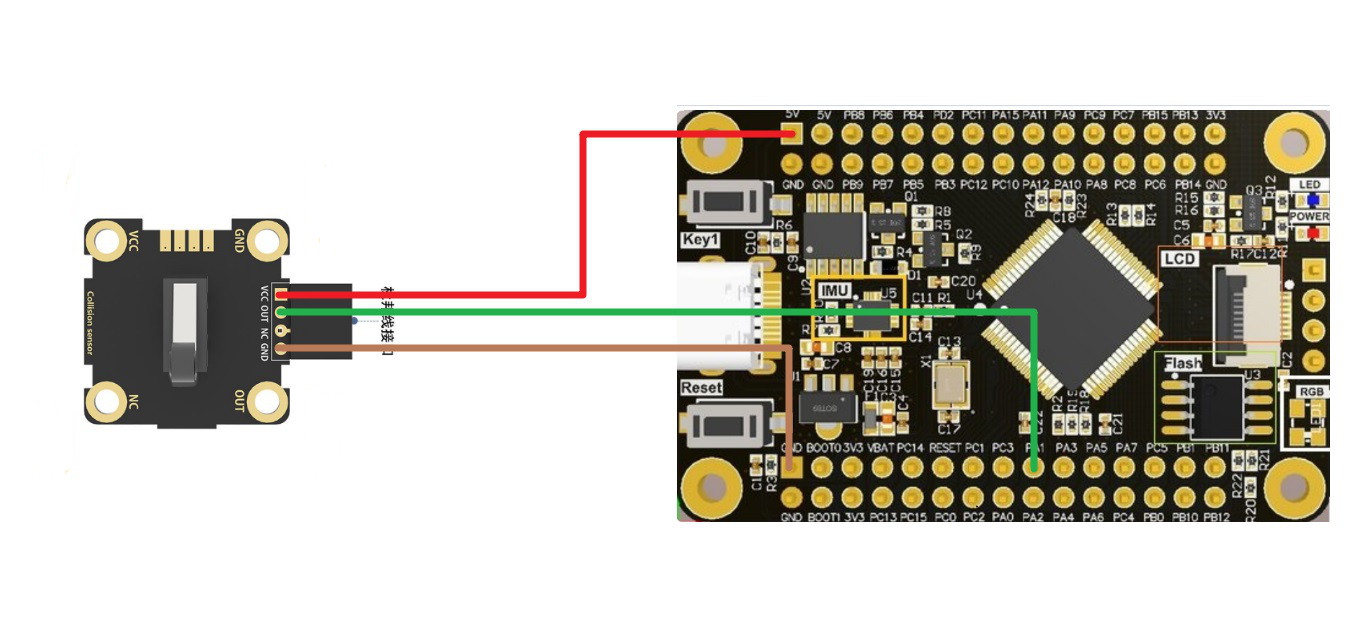 5V 5V PB8 PB6 PB4 PD2 PC11 PA15 PA11 PA9 PC9 PC7 PB15 PB13 3V3
GND GND PB9 PB7 PB5 PB3 PC12 PC10 PA12 PA10 PA8 PC8 PC6 PB14 GND
Key1
C10
R6
C9
U2
Q1
R8
R5
R4
D1
Q2
R9
C20
R24
C18
R23
R13
R14
R15
R16
C5
C6
Q3
R12
R17
C12
LED
POWER
LCD
IMU
U5
U4
C11
R1
C14
C13
X1
C17
C8
C7
C19
C16
C15
C4
Reset
C1
R3
Flash
U3
C2
RGB
R2
R19
R18
C21
R21
R22
R20
GND BOOT0 3V3 VBAT PC14 RESET PC1 PC3 PA1 PA3 PA5 PA7 PC5 PB1 PB11
GND BOOT1 3V3 PC13 PC15 PC0 PC2 PA0 PA2 PA4 PA6 PC4 PB0 PB10 PB12
VCC
GND
Collision sensor
VCC OUT NC GND
NC
OUT
线接口